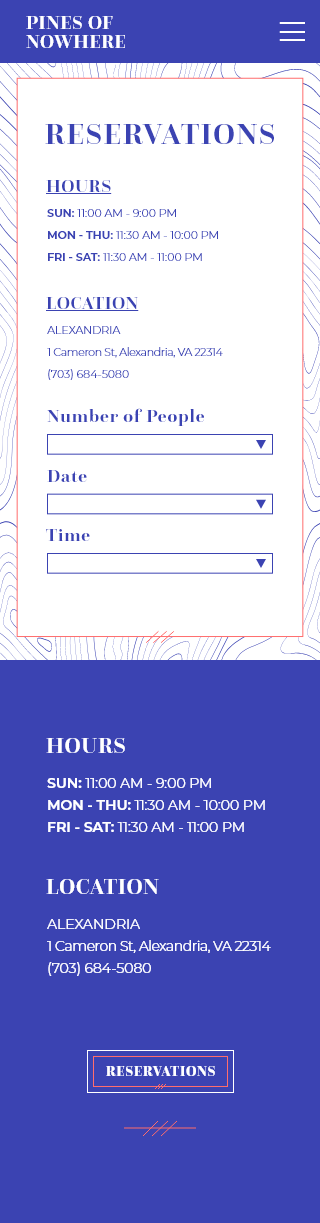 PINES OF
NOWHERE
RESERVATIONS
HOURS
SUN: 11:00 AM - 9:00 PM
MON - THU: 11:30 AM - 10:00 PM
FRI - SAT: 11:30 AM - 11:00 PM
LOCATION
ALEXANDRIA
1 Cameron St, Alexandria, VA 22314
(703) 684-5080
Number of People
Date
Time
HOURS
SUN: 11:00 AM - 9:00 PM
MON - THU: 11:30 AM - 10:00 PM
FRI - SAT: 11:30 AM - 11:00 PM
LOCATION
ALEXANDRIA
1 Cameron St, Alexandria, VA 22314
(703) 684-5080
RESERVATIONS